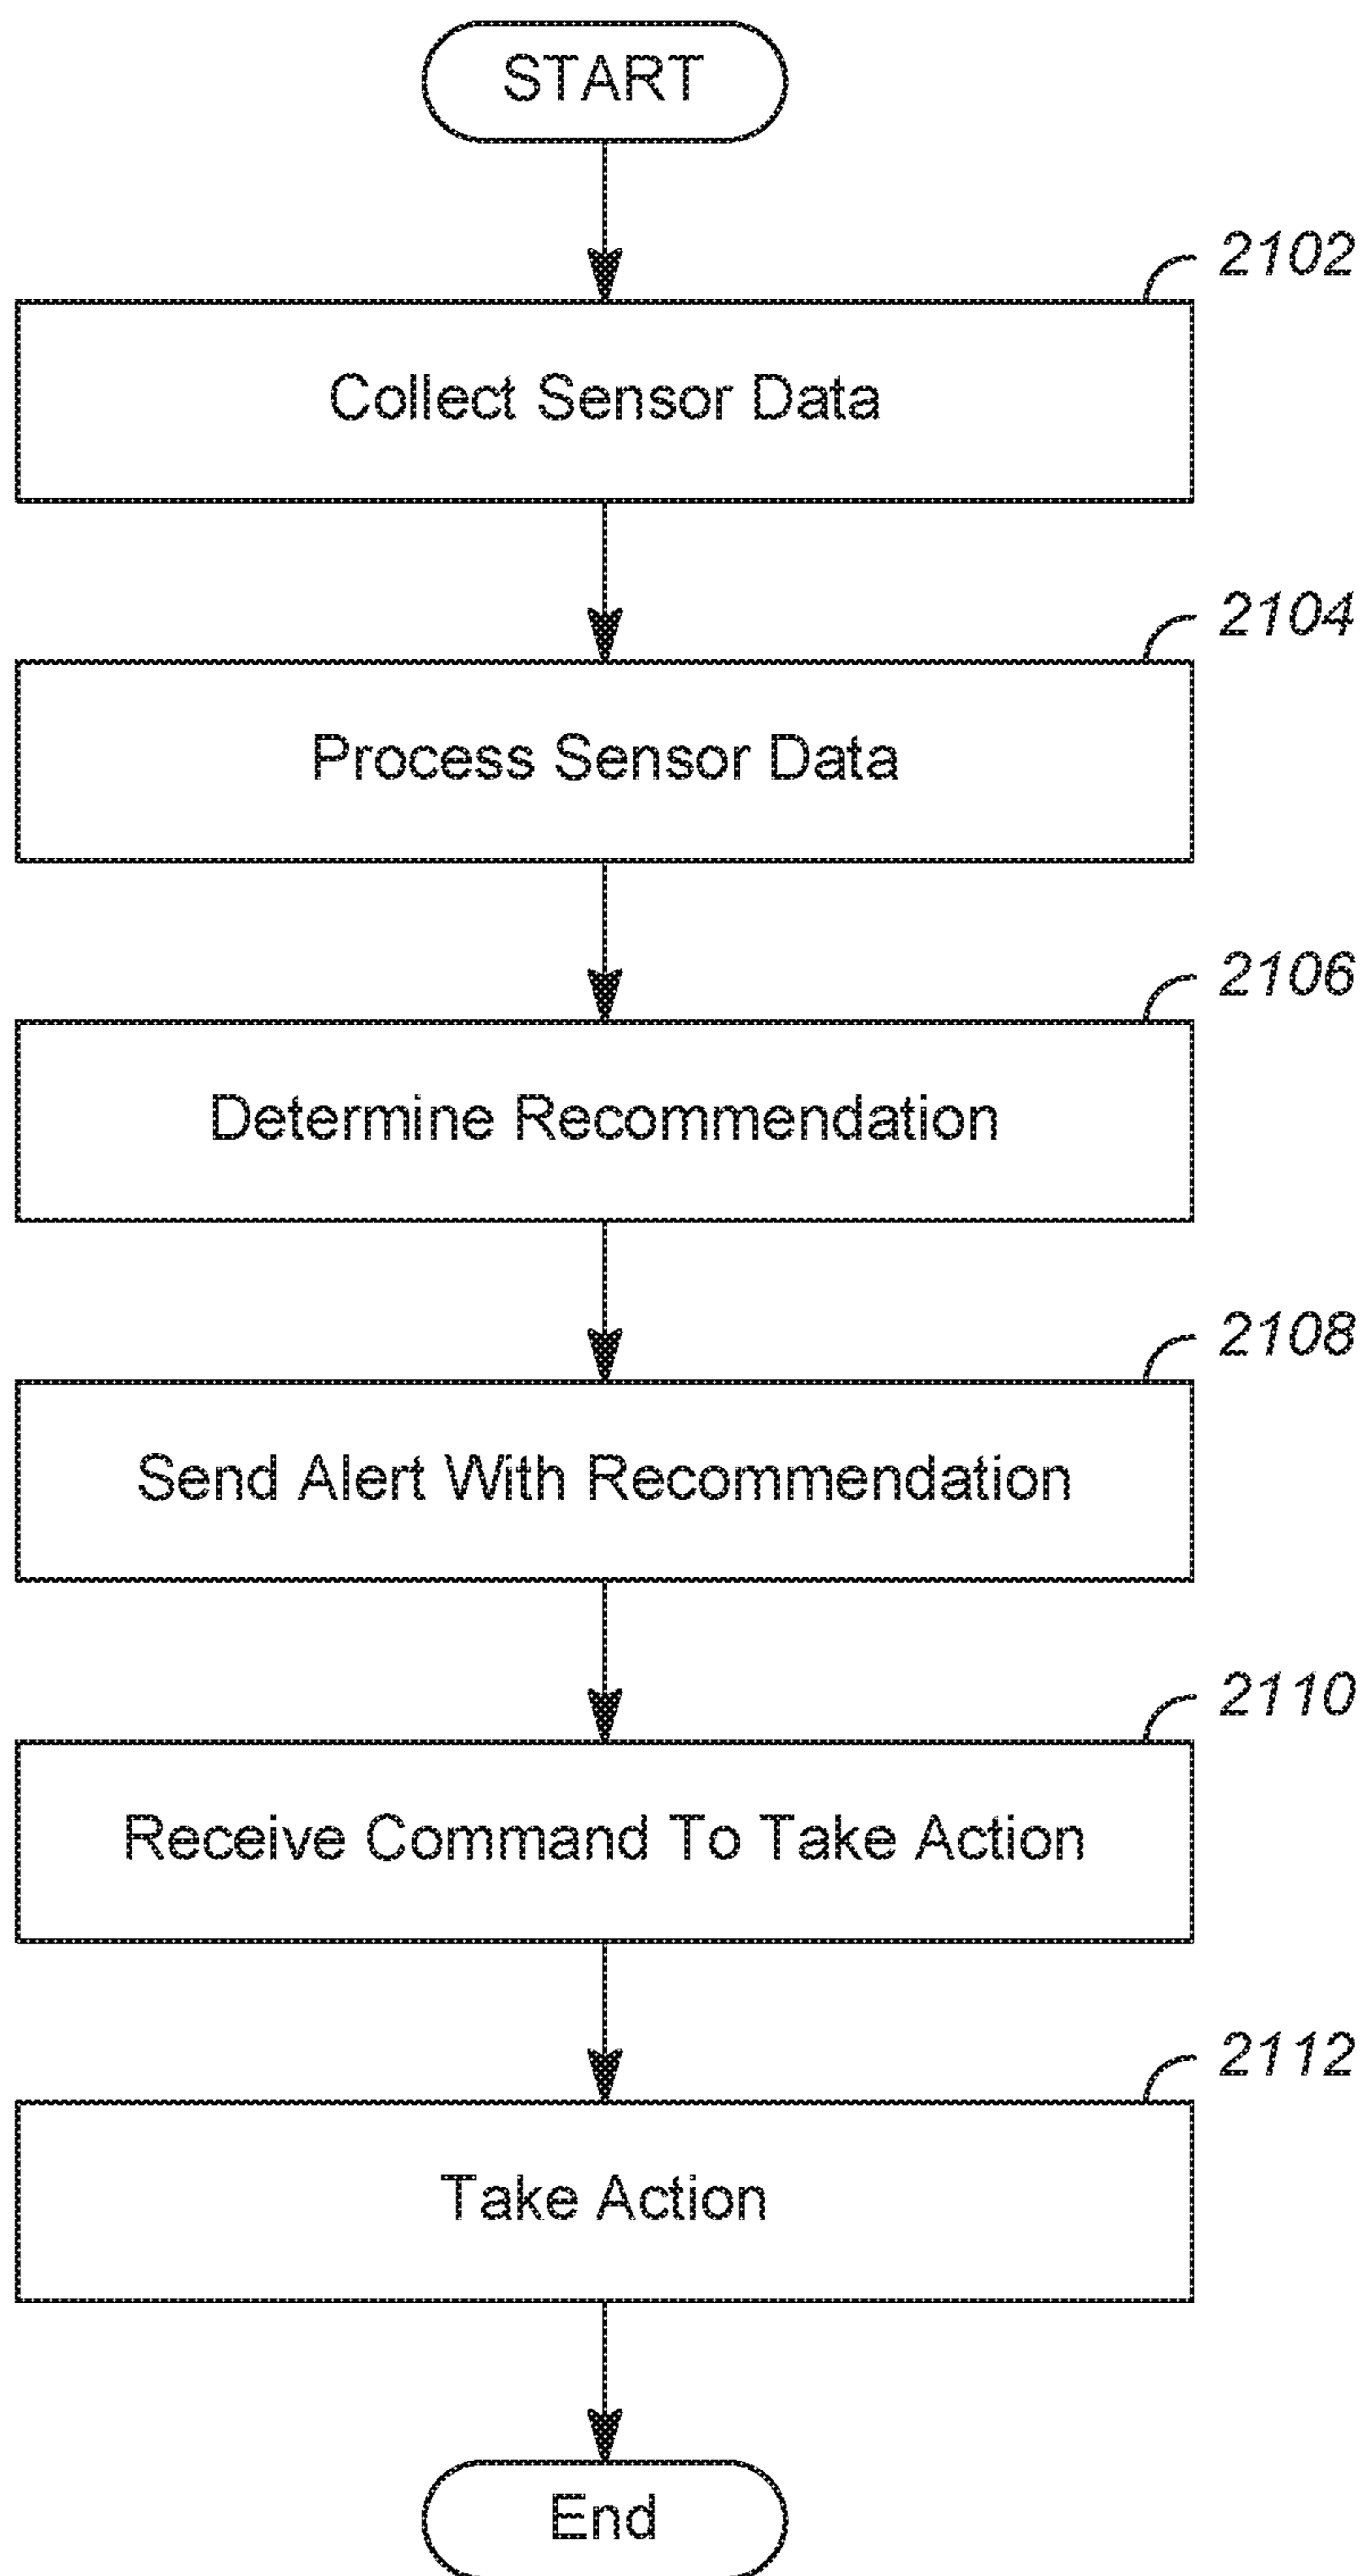 START
2102
Collect Sensor Data
2104
Process Sensor Data
2106
Determine Recommendation
2108
Send Alert With Recommendation
2110
Receive Command To Take Action
2112
Take Action
End